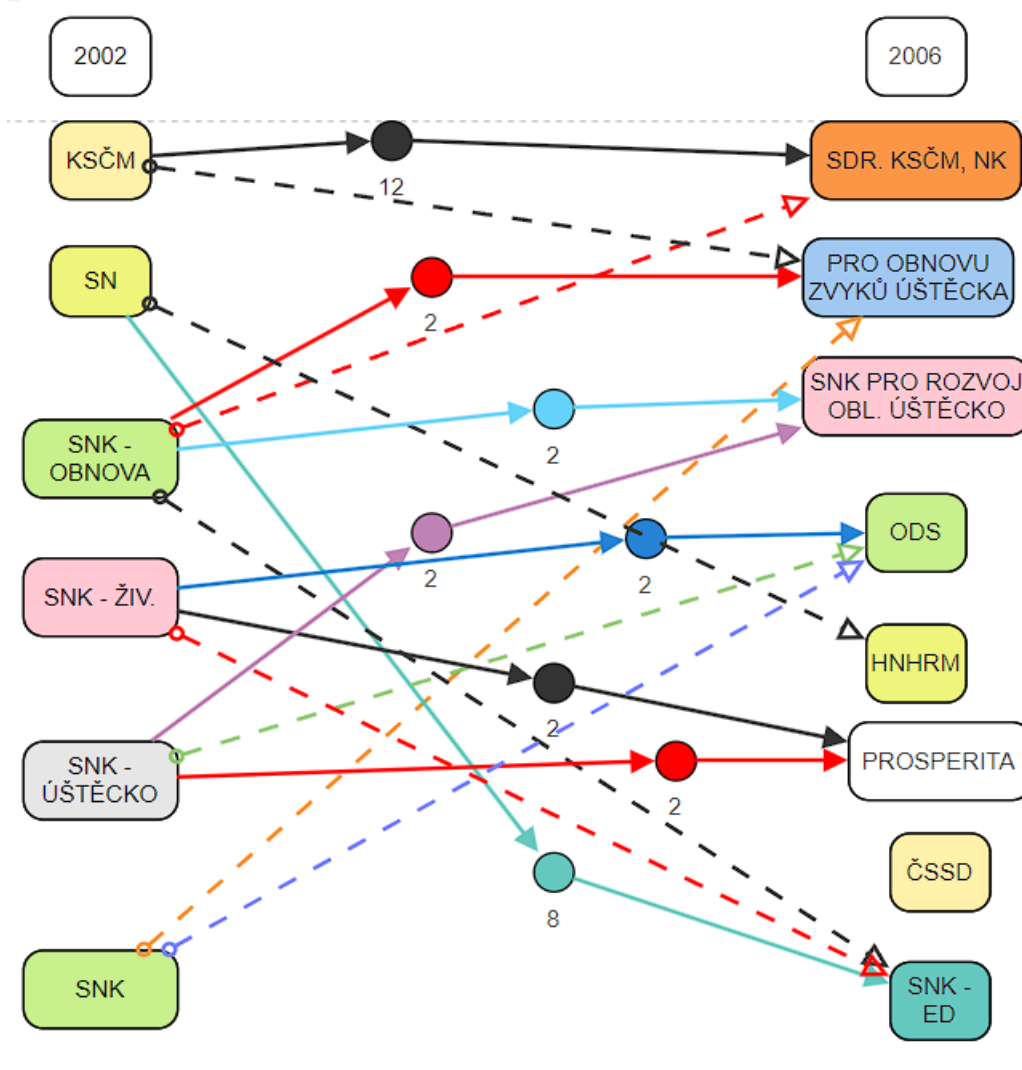 2002
2006
KSČM
12
SDR. KSČM, NK
SN
2
PRO OBNOVU
ZVYKŮ ÚŠTĚCKA
SNK PRO ROZVOJ
OBL. ÚŠTĚCKO
SNK -
OBNOVA
2
ODS
SNK - ŽIV.
2
2
HNHRM
2
SNK -
ÚŠTĚCKO
2
PROSPERITA
ČSSD
8
SNK
SNK -
ED